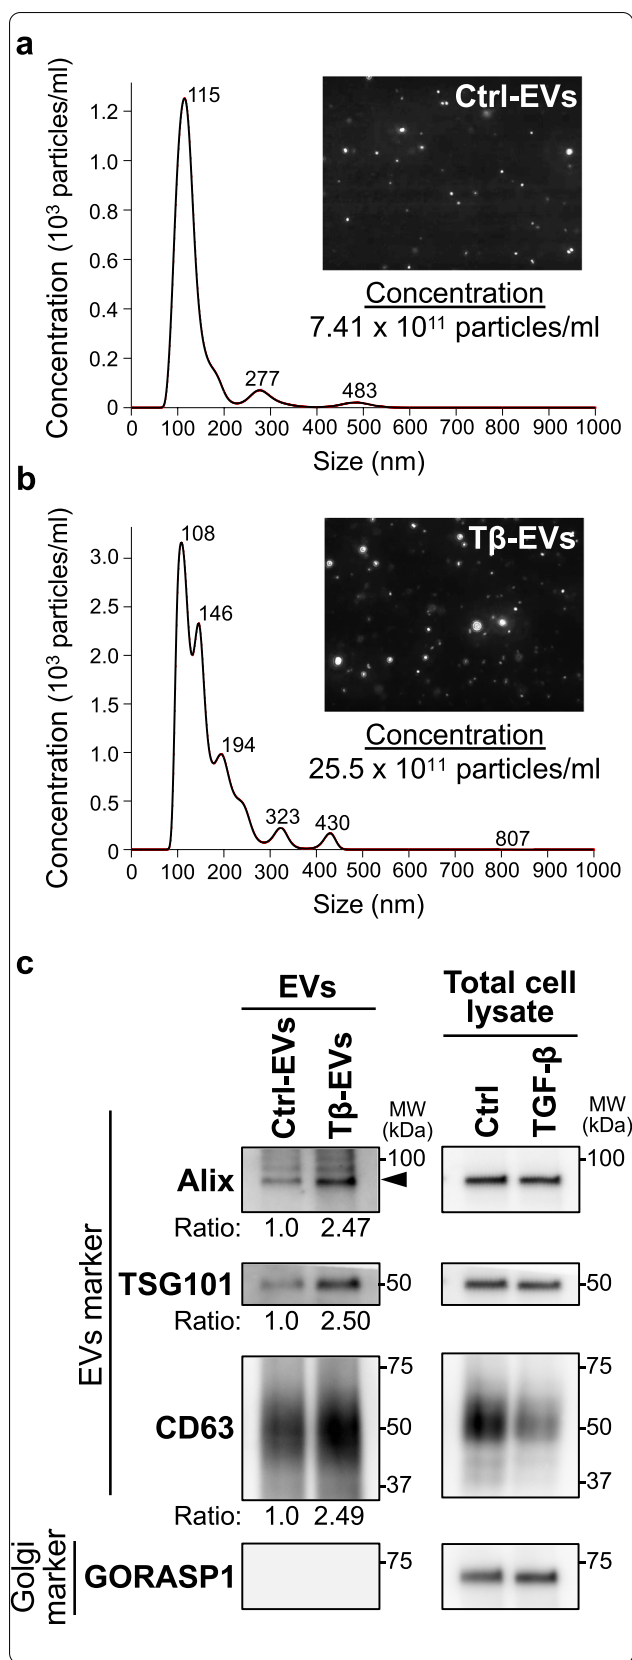 a
Concentration (10³ particles/ml)
1.2
1.0
0.8
0.6
0.4
0.2
0
115
277
483
0 100 200 300 400 500 600 700 800 900 1000
Size (nm)
Ctrl-EVs
Concentration
7.41 x 10¹¹ particles/ml
b
Concentration (10³ particles/ml)
3.0
2.5
2.0
1.5
1.0
0.5
0
108
146
194
323
430
807
0 100 200 300 400 500 600 700 800 900 1000
Size (nm)
Tβ-EVs
Concentration
25.5 x 10¹¹ particles/ml
c
EVs
Total cell
lysate
Ctrl-EVs
Tβ-EVs
MW
(kDa)
Ctrl
TGF-β
MW
(kDa)
EVs marker
Alix
-100
-100
Ratio: 1.0 2.47
TSG101
-50
-50
Ratio: 1.0 2.50
CD63
-75
-50
-37
-75
-50
-37
Ratio: 1.0 2.49
Golgi
marker
GORASP1
-75
-75